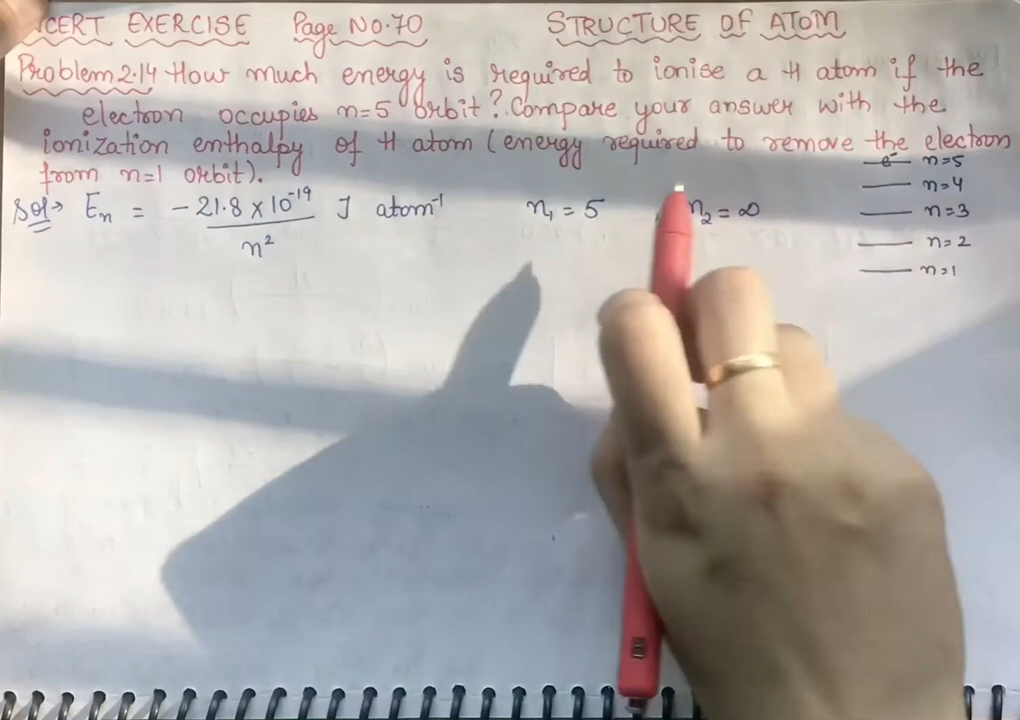 NCERT EXERCISE Page No.70 STRUCTURE OF ATOM
Problem 2.14 How much energy is required to ionise a H atom if the
electron occupies n=5 orbit? Compare your answer with the
ionization enthalpy of H atom (energy required to remove the electron
from n=1 orbit).
e⁻ n=5
n=4
Sol→ En = -21.8 × 10⁻¹⁹ / n² J atom⁻¹ n₁ = 5 n₂ = ∞
n=3
n=2
n=1